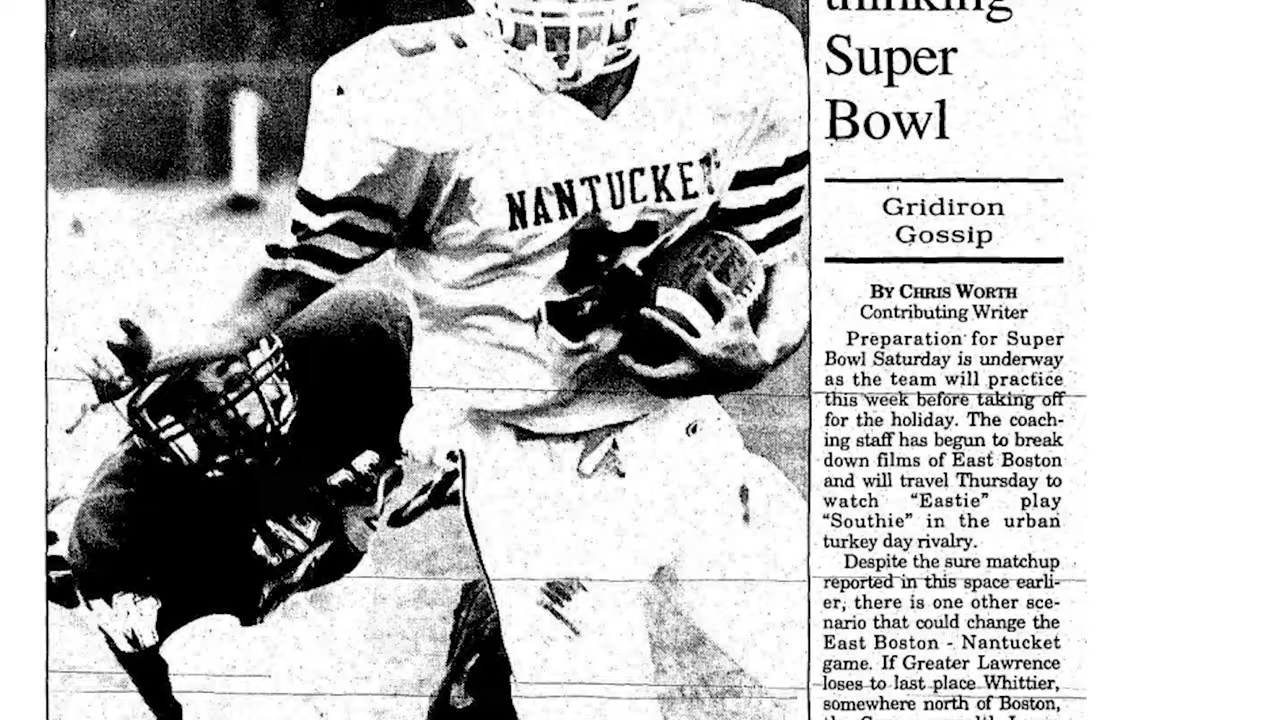 thinking
Super
Bowl
NANTUCKET
Gridiron
Gossip
BY CHRIS WORTH
Contributing Writer
Preparation for Super
Bowl Saturday is underway
as the team will practice
this week before taking off
for the holiday. The coach-
ing staff has begun to break
down films of East Boston
and will travel Thursday to
watch "Eastie" play
"Southie" in the urban
turkey day rivalry.
Despite the sure matchup
reported in this space earli-
er, there is one other sce-
nario that could change the
East Boston - Nantucket
game. If Greater Lawrence
loses to last place Whittier,
somewhere north of Boston,